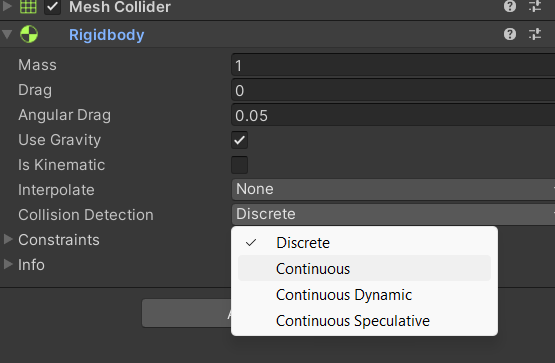 Mesh Collider
Rigidbody
Mass 1
Drag 0
Angular Drag 0.05
Use Gravity
Is Kinematic
Interpolate None
Collision Detection Discrete
Constraints
Info
Discrete
Continuous
Continuous Dynamic
Continuous Speculative